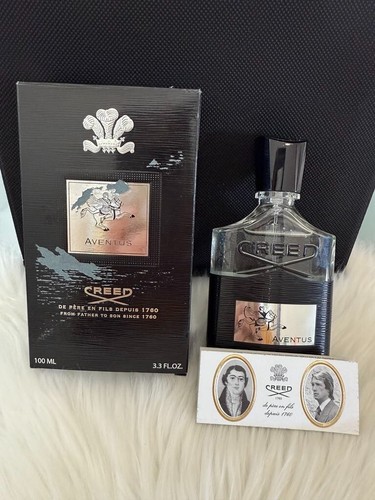 AVENTUS
CREED
DE PÈRE EN FILS DEPUIS 1760
FROM FATHER TO SON SINCE 1760
100 ML
3.3 FL.OZ.
CREED
AVENTUS
CREED
1760
de père en fils
depuis 1760